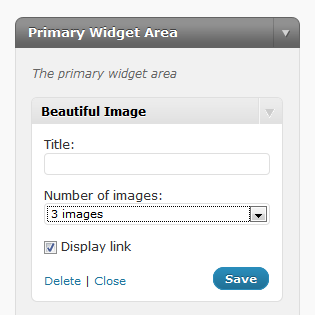 Primary Widget Area
The primary widget area
Beautiful Image
Title:
Number of images:
3 images
Display link
Delete | Close
Save